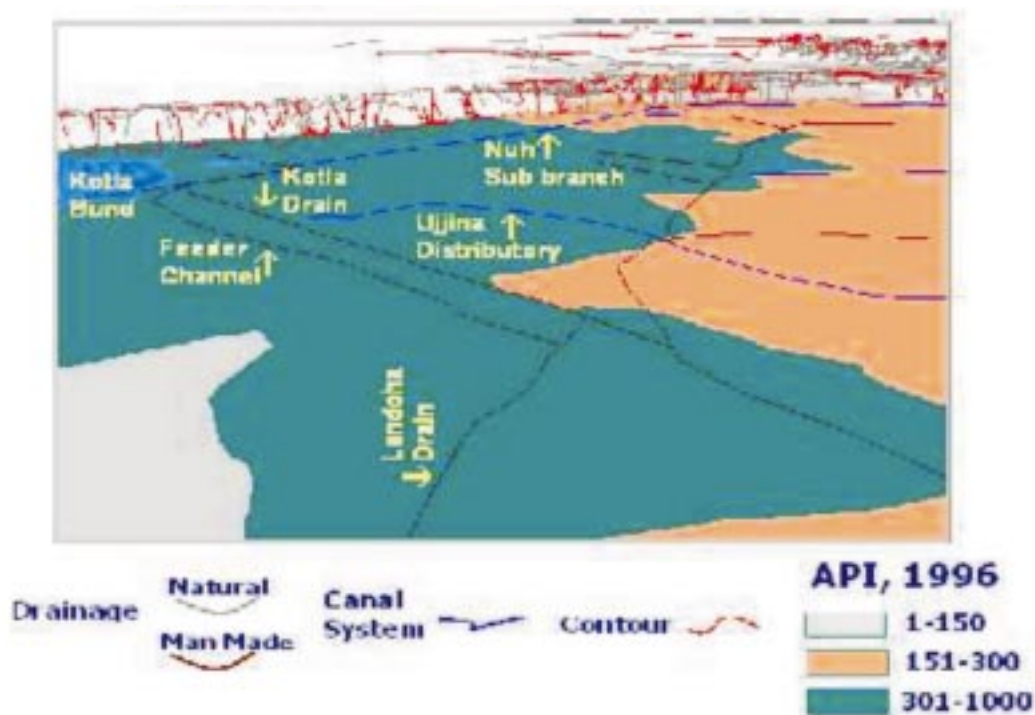 Nuh
Sub branch
Kotla
Bund
Kotla
Drain
Ujjina
Distributory
Feeder
Channel
Landoha
Drain
API, 1996
Drainage
Natural
Man Made
Canal
System
Contour
1-150
151-300
301-1000